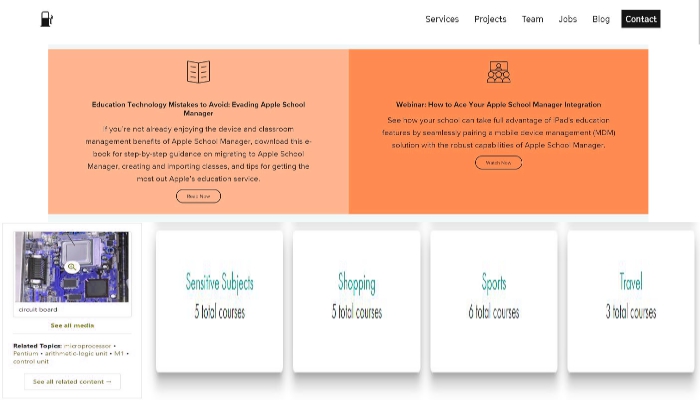 Services Projects Team Jobs Blog Contact
Education Technology Mistakes to Avoid: Evading Apple School
Manager
If you're not already enjoying the device and classroom
management benefits of Apple School Manager, download this e-
book for step-by-step guidance on migrating to Apple School
Manager, creating and importing classes, and tips for getting the
most out Apple's education service.
Read Now
Webinar: How to Ace Your Apple School Manager Integration
See how your school can take full advantage of iPad's education
features by seamlessly pairing a mobile device management (MDM)
solution with the robust capabilities of Apple School Manager.
Watch Now
circuit board
See all media
Related Topics: microprocessor •
Pentium • arithmetic-logic unit • M1 •
control unit
See all related content →
Sensitive Subjects
5 total courses
Shopping
5 total courses
Sports
6 total courses
Travel
3 total courses